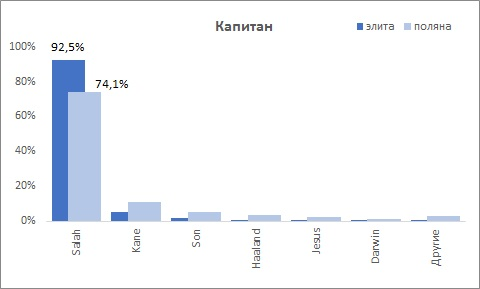 Капитан
элита поляна
100%
92,5%
80%
74,1%
60%
40%
20%
0%
Salah
Kane
Son
Haaland
Jesus
Darwin
Другие